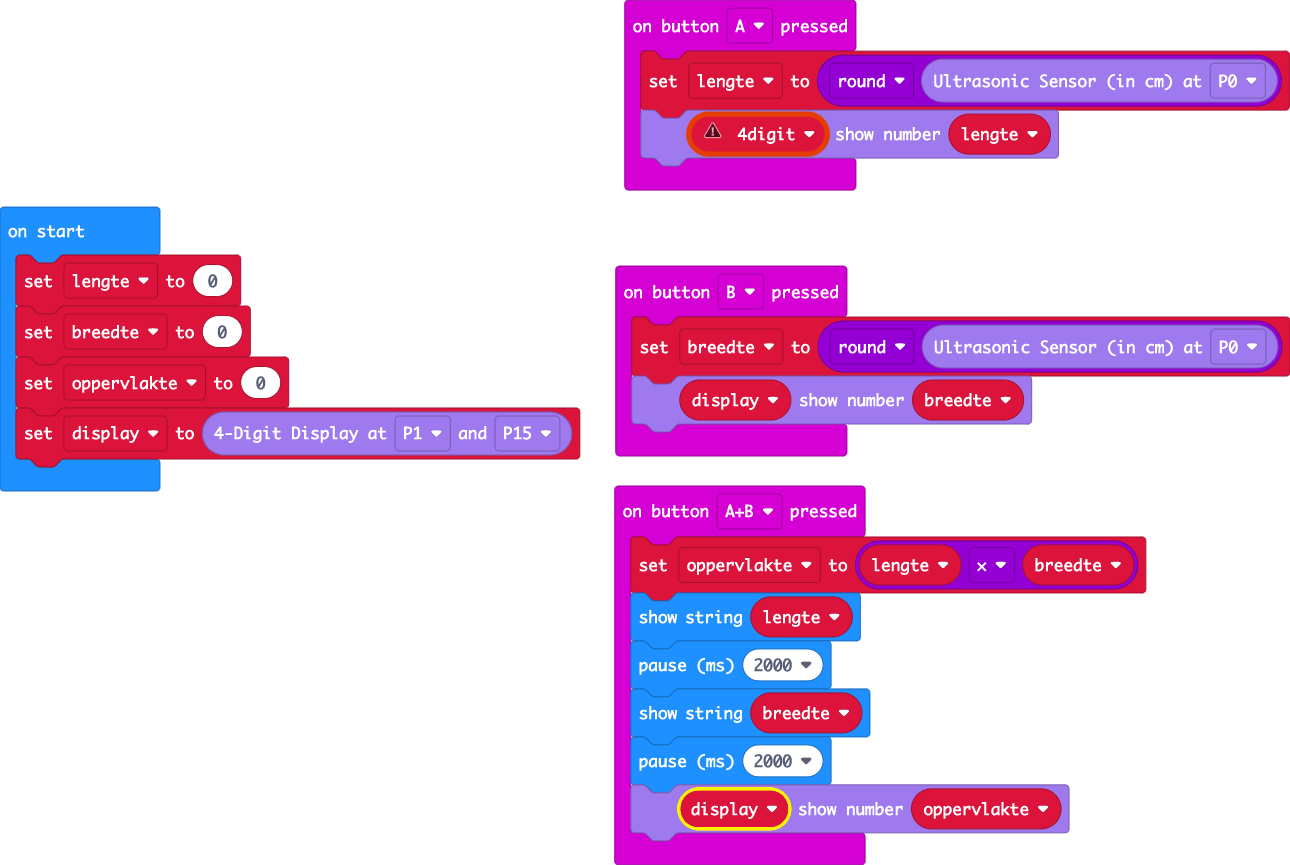 on start
set lengte to 0
set breedte to 0
set oppervlakte to 0
set display to 4-Digit Display at P1 and P15
on button A pressed
set lengte to round Ultrasonic Sensor (in cm) at P0
4digit show number lengte
on button B pressed
set breedte to round Ultrasonic Sensor (in cm) at P0
display show number breedte
on button A+B pressed
set oppervlakte to lengte × breedte
show string lengte
pause (ms) 2000
show string breedte
pause (ms) 2000
display show number oppervlakte